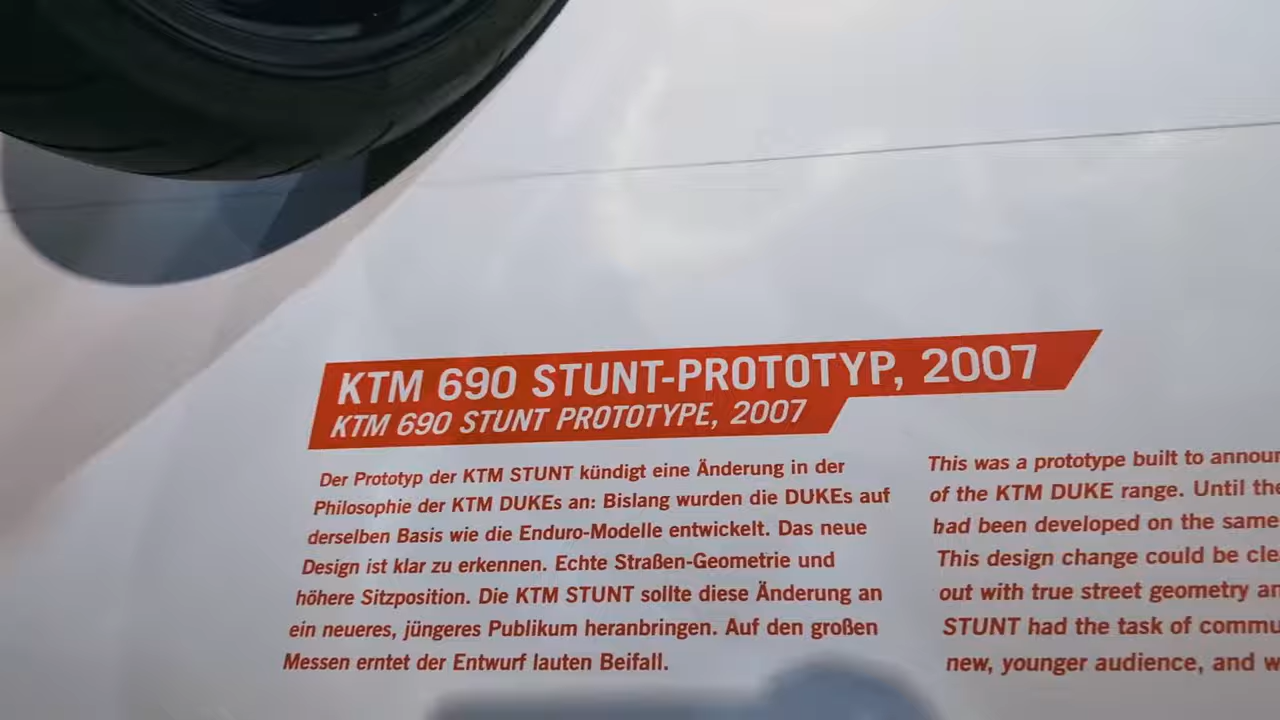 KTM 690 STUNT-PROTOTYP, 2007
KTM 690 STUNT PROTOTYPE, 2007
Der Prototyp der KTM STUNT kündigt eine Änderung in der
Philosophie der KTM DUKEs an: Bislang wurden die DUKEs auf
derselben Basis wie die Enduro-Modelle entwickelt. Das neue
Design ist klar zu erkennen. Echte Straßen-Geometrie und
höhere Sitzposition. Die KTM STUNT sollte diese Änderung an
ein neueres, jüngeres Publikum heranbringen. Auf den großen
Messen erntet der Entwurf lauten Beifall.
This was a prototype built to
of the KTM DUKE range. Until
had been developed on the same
This design change could be
out with true street geometry
STUNT had the task of
new, younger audience, and